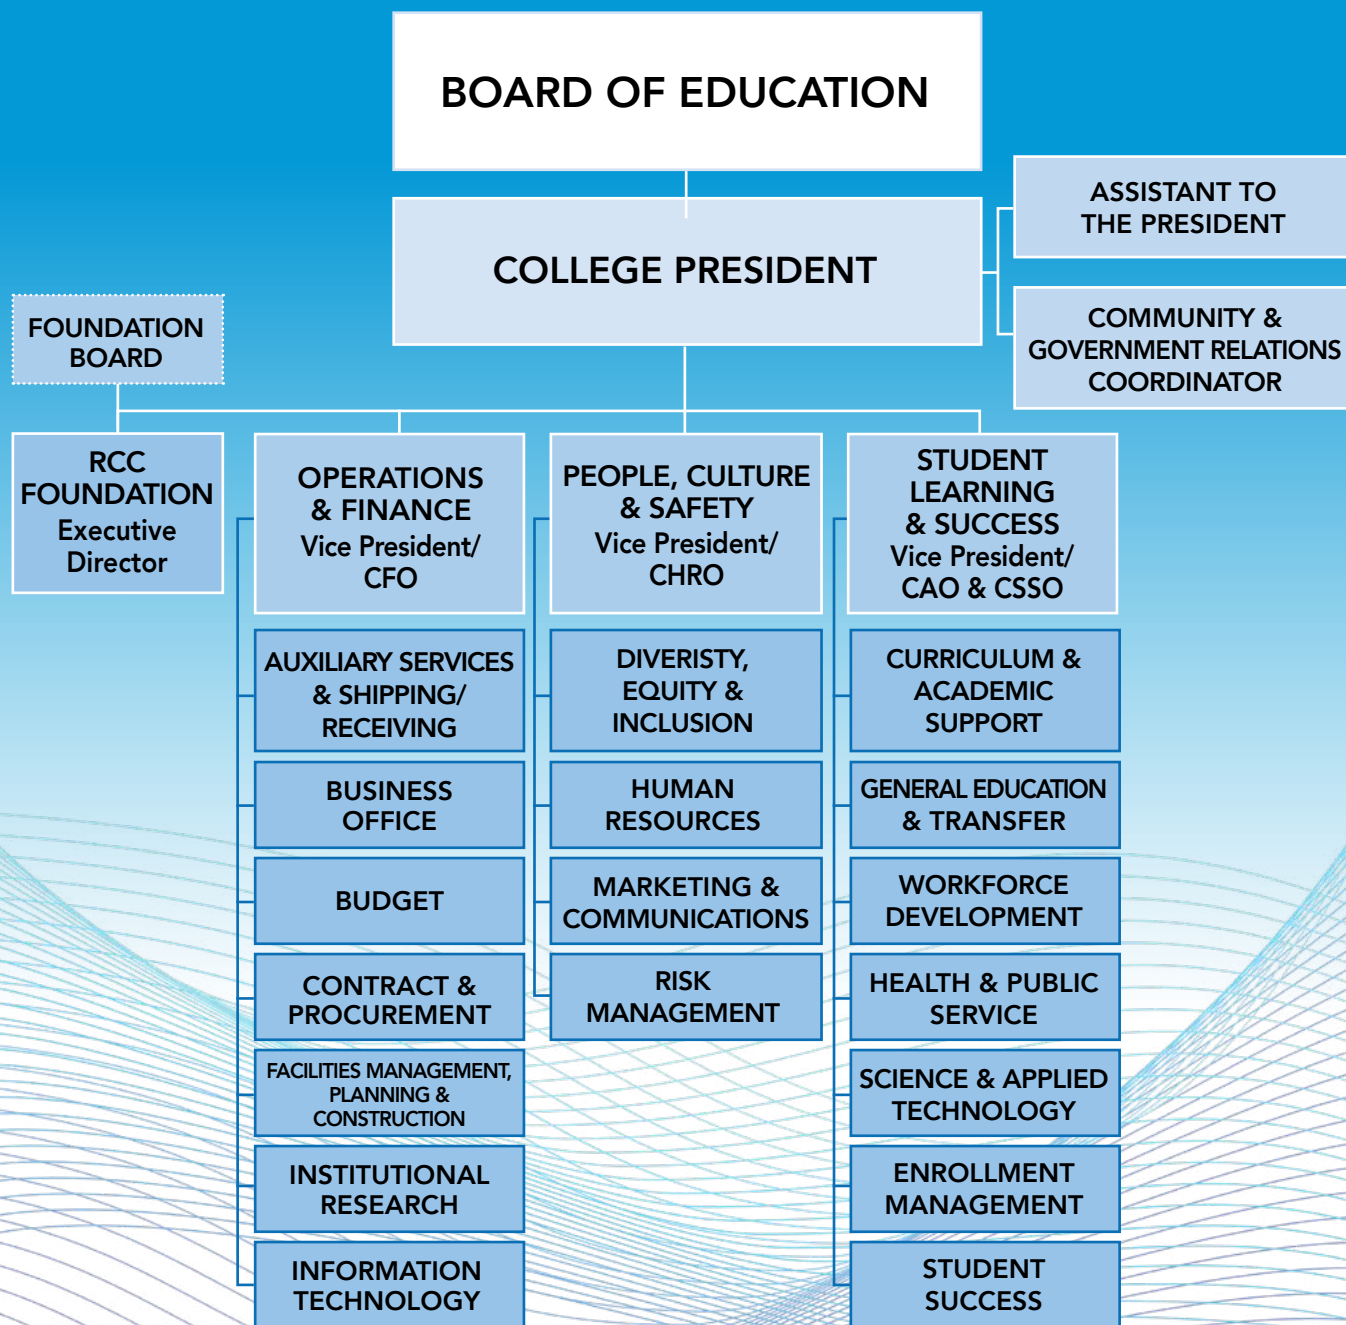 BOARD OF EDUCATION
COLLEGE PRESIDENT
ASSISTANT TO
THE PRESIDENT
COMMUNITY &
GOVERNMENT RELATIONS
COORDINATOR
FOUNDATION
BOARD
RCC
FOUNDATION
Executive
Director
OPERATIONS
& FINANCE
Vice President/
CFO
AUXILIARY SERVICES
& SHIPPING/
RECEIVING
BUSINESS
OFFICE
BUDGET
CONTRACT &
PROCUREMENT
FACILITIES MANAGEMENT,
PLANNING &
CONSTRUCTION
INSTITUTIONAL
RESEARCH
INFORMATION
TECHNOLOGY
PEOPLE, CULTURE
& SAFETY
Vice President/
CHRO
DIVERISTY,
EQUITY &
INCLUSION
HUMAN
RESOURCES
MARKETING &
COMMUNICATIONS
RISK
MANAGEMENT
STUDENT
LEARNING
& SUCCESS
Vice President/
CAO & CSSO
CURRICULUM &
ACADEMIC
SUPPORT
GENERAL EDUCATION
& TRANSFER
WORKFORCE
DEVELOPMENT
HEALTH & PUBLIC
SERVICE
SCIENCE & APPLIED
TECHNOLOGY
ENROLLMENT
MANAGEMENT
STUDENT
SUCCESS